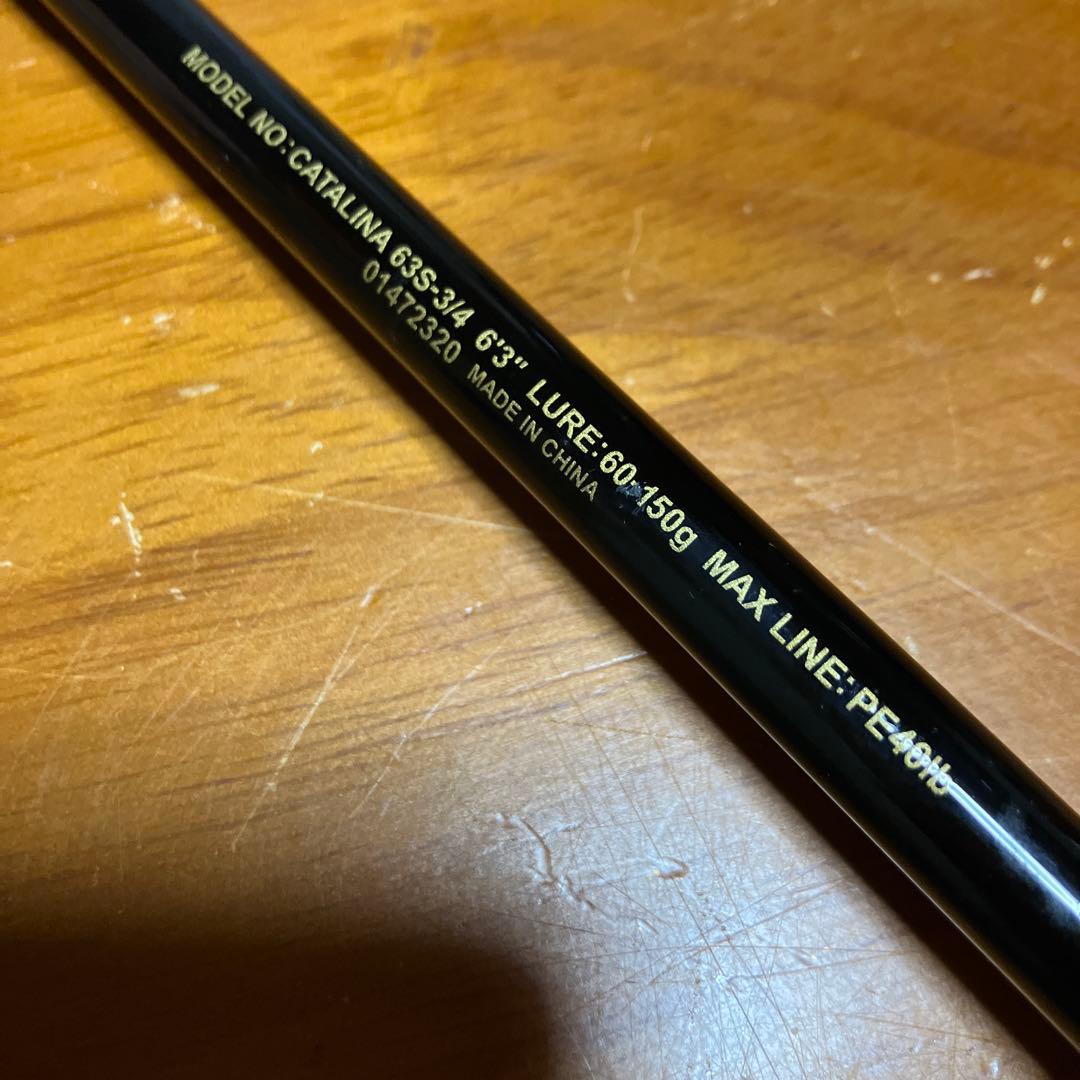 MODEL NO:CATALINA 63S-3/4 6'3" LURE:60-150g MAX LINE:PE40lb
01472320 MADE IN CHINA